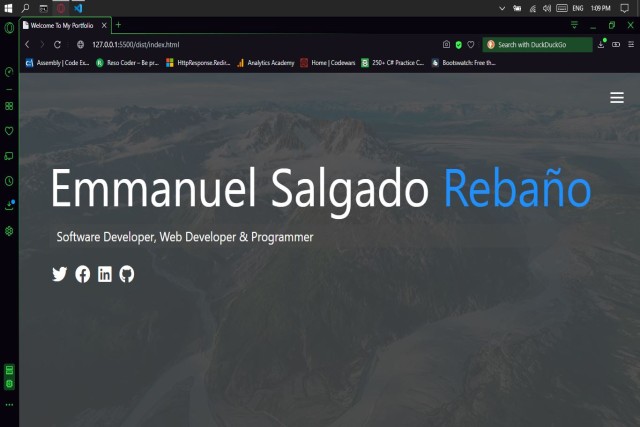 ENG 1:09 PM
Welcome To My Portfolio
127.0.0.1:5500/dist/index.html
Search with DuckDuckGo
Assembly | Code Ex...
Reso Coder – Be pr...
HttpResponse.Redir...
Analytics Academy
Home | Codewars
250+ C# Practice C...
Bootswatch: Free th...
Emmanuel Salgado Rebaño
Software Developer, Web Developer & Programmer